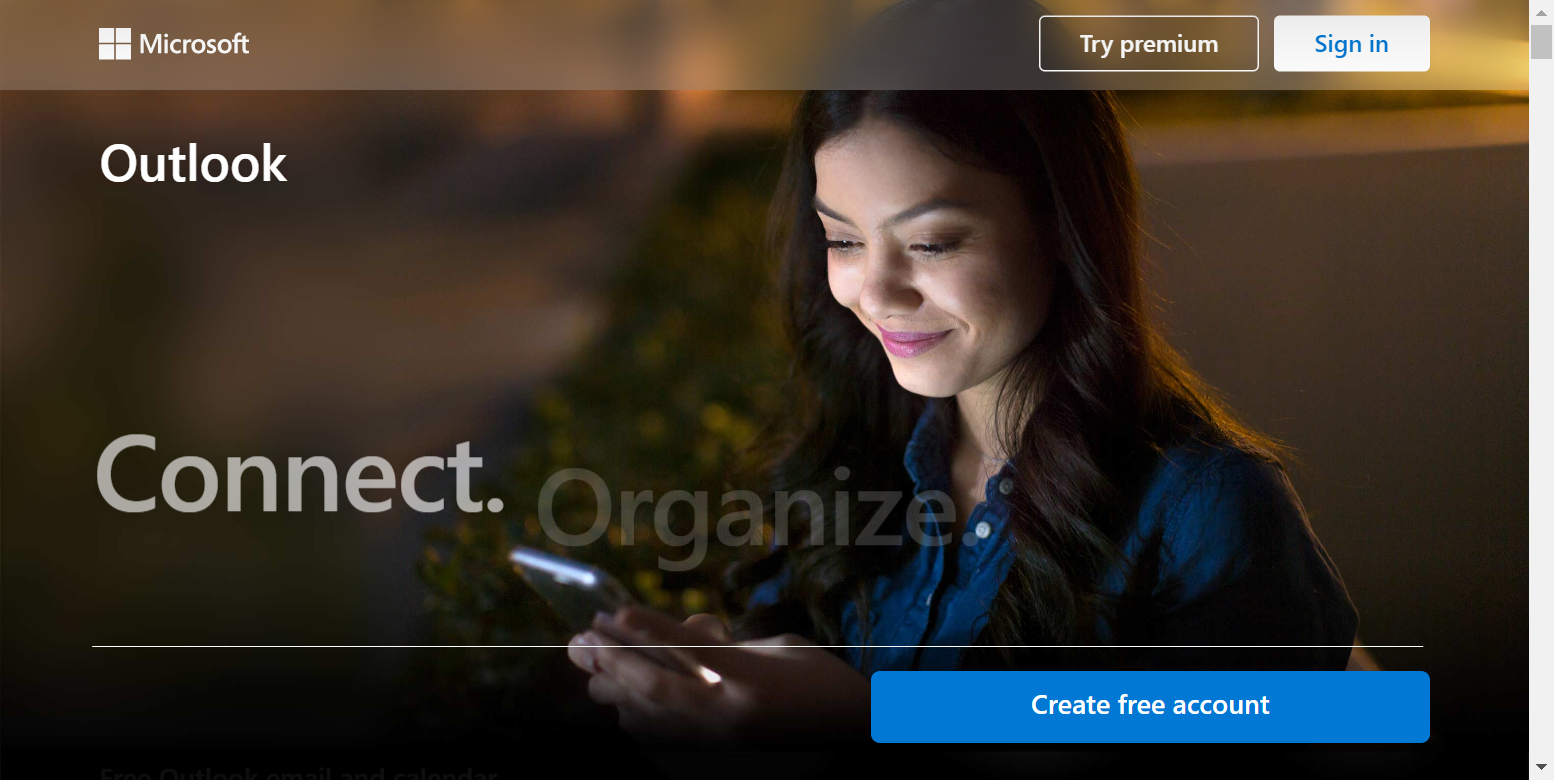 Microsoft
Try premium
Sign in
Outlook
Connect.
Organize.
Create free account
Free Outlook email and calendar